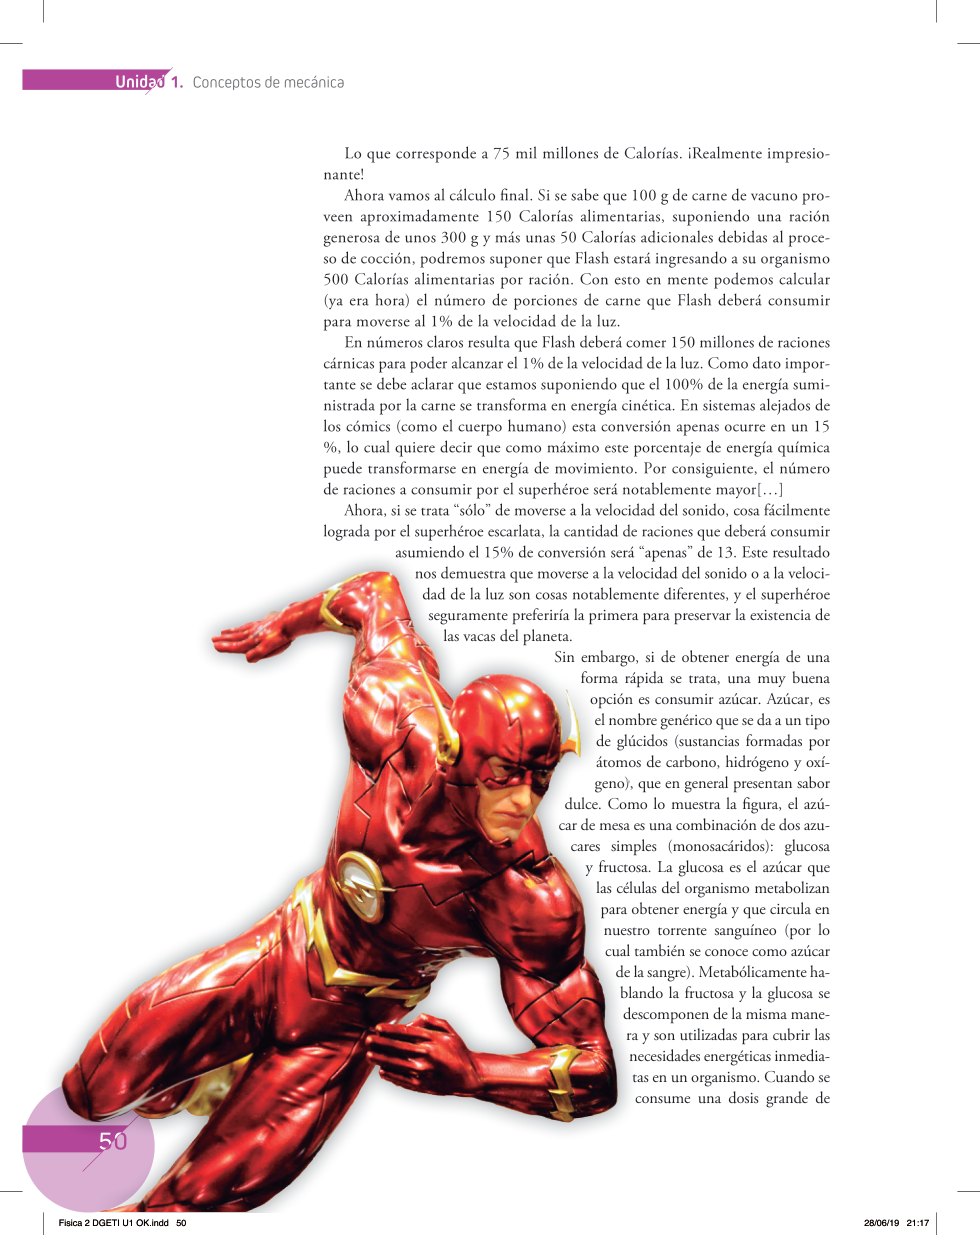 Unidad 1. Conceptos de mecánica
Lo que corresponde a 75 mil millones de Calorías. ¡Realmente impresio-
nante!
Ahora vamos al cálculo final. Si se sabe que 100 g de carne de vacuno pro-
veen aproximadamente 150 Calorías alimentarias, suponiendo una ración
generosa de unos 300 g y más unas 50 Calorías adicionales debidas al proce-
so de cocción, podremos suponer que Flash estará ingresando a su organismo
500 Calorías alimentarias por ración. Con esto en mente podemos calcular
(ya era hora) el número de porciones de carne que Flash deberá consumir
para moverse al 1% de la velocidad de la luz.
En números claros resulta que Flash deberá comer 150 millones de raciones
cárnicas para poder alcanzar el 1% de la velocidad de la luz. Como dato impor-
tante se debe aclarar que estamos suponiendo que el 100% de la energía sumi-
nistrada por la carne se transforma en energía cinética. En sistemas alejados de
los cómics (como el cuerpo humano) esta conversión apenas ocurre en un 15
%, lo cual quiere decir que como máximo este porcentaje de energía química
puede transformarse en energía de movimiento. Por consiguiente, el número
de raciones a consumir por el superhéroe será notablemente mayor[…]
Ahora, si se trata “sólo” de moverse a la velocidad del sonido, cosa fácilmente
lograda por el superhéroe escarlata, la cantidad de raciones que deberá consumir
asumiendo el 15% de conversión será “apenas” de 13. Este resultado
nos demuestra que moverse a la velocidad del sonido o a la veloci-
dad de la luz son cosas notablemente diferentes, y el superhéroe
seguramente preferiría la primera para preservar la existencia de
las vacas del planeta.
Sin embargo, si de obtener energía de una
forma rápida se trata, una muy buena
opción es consumir azúcar. Azúcar, es
el nombre genérico que se da a un tipo
de glúcidos (sustancias formadas por
átomos de carbono, hidrógeno y oxí-
geno), que en general presentan sabor
dulce. Como lo muestra la figura, el azú-
car de mesa es una combinación de dos azu-
cares simples (monosacáridos): glucosa
y fructosa. La glucosa es el azúcar que
las células del organismo metabolizan
para obtener energía y que circula en
nuestro torrente sanguíneo (por lo
cual también se conoce como azúcar
de la sangre). Metabólicamente ha-
blando la fructosa y la glucosa se
descomponen de la misma mane-
ra y son utilizadas para cubrir las
necesidades energéticas inmedia-
tas en un organismo. Cuando se
consume una dosis grande de
50
Fisica 2 DGETI U1 OK.indd 50
28/06/19 21:17